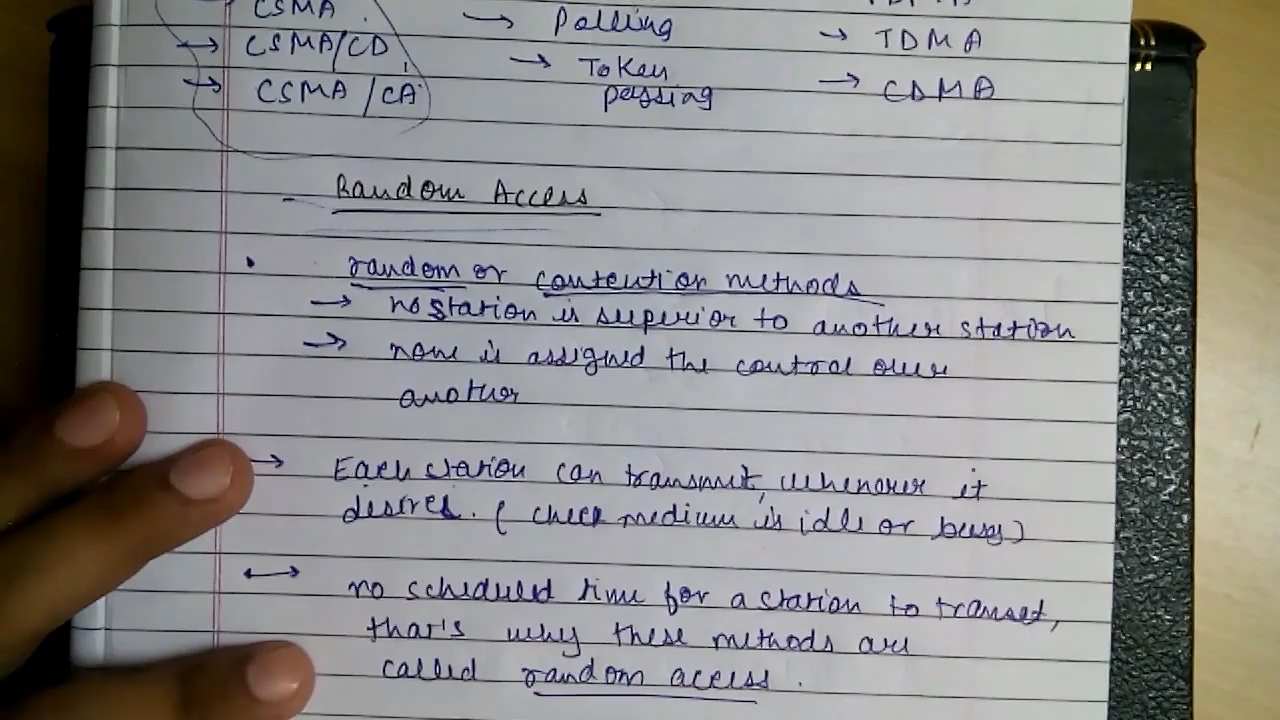 CSMA
→ Polling
→ TDMA
→ CSMA/CD
→ Token
passing
→ CDMA
→ CSMA/CA
- Random Access
• random or contention methods
→ no station is superior to another station
→ none is assigned the control over
another
→ Each station can transmit, whenever it
desires. (check medium is idle or busy)
↔ no scheduled time for a station to transet,
that's why these methods are
called random access.